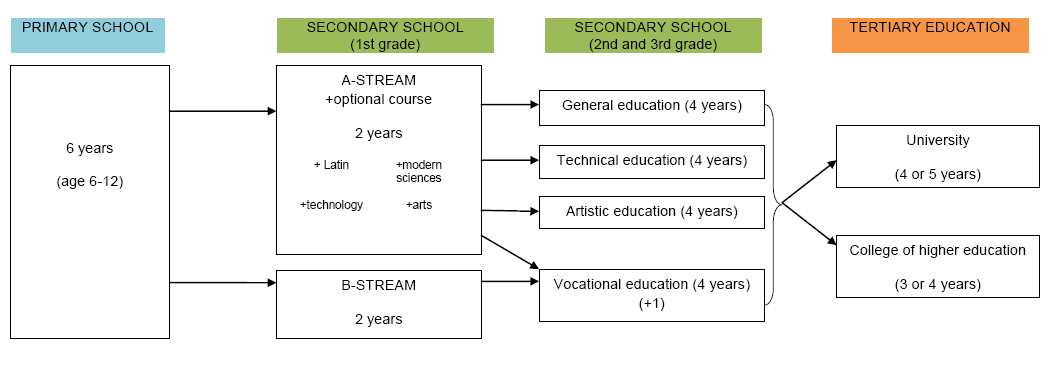 PRIMARY SCHOOL
SECONDARY SCHOOL
(1st grade)
SECONDARY SCHOOL
(2nd and 3rd grade)
TERTIARY EDUCATION
6 years
(age 6-12)
A-STREAM
+optional course
2 years
+ Latin
+modern
sciences
+technology
+arts
B-STREAM
2 years
General education (4 years)
Technical education (4 years)
Artistic education (4 years)
Vocational education (4 years)
(+1)
University
(4 or 5 years)
College of higher education
(3 or 4 years)